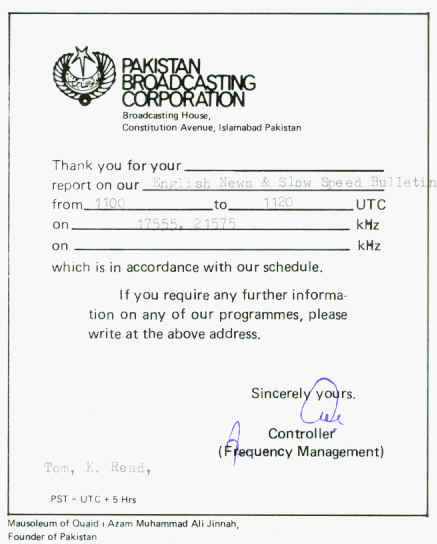 PAKISTAN
BROADCASTING
CORPORATION
Broadcasting House,
Constitution Avenue, Islamabad Pakistan
Thank you for your
report on our English News & Slow Speed Bulletin
from 1100 to 1120 UTC
on 17555, 21575 kHz
on kHz
which is in accordance with our schedule.
If you require any further informa-
tion on any of our programmes, please
write at the above address.
Sincerely yours.
Controller
(Frequency Management)
Tom, K. Read,
PST - UTC + 5 Hrs
Mausoleum of Quaid i Azam Muhammad Ali Jinnah,
Founder of Pakistan